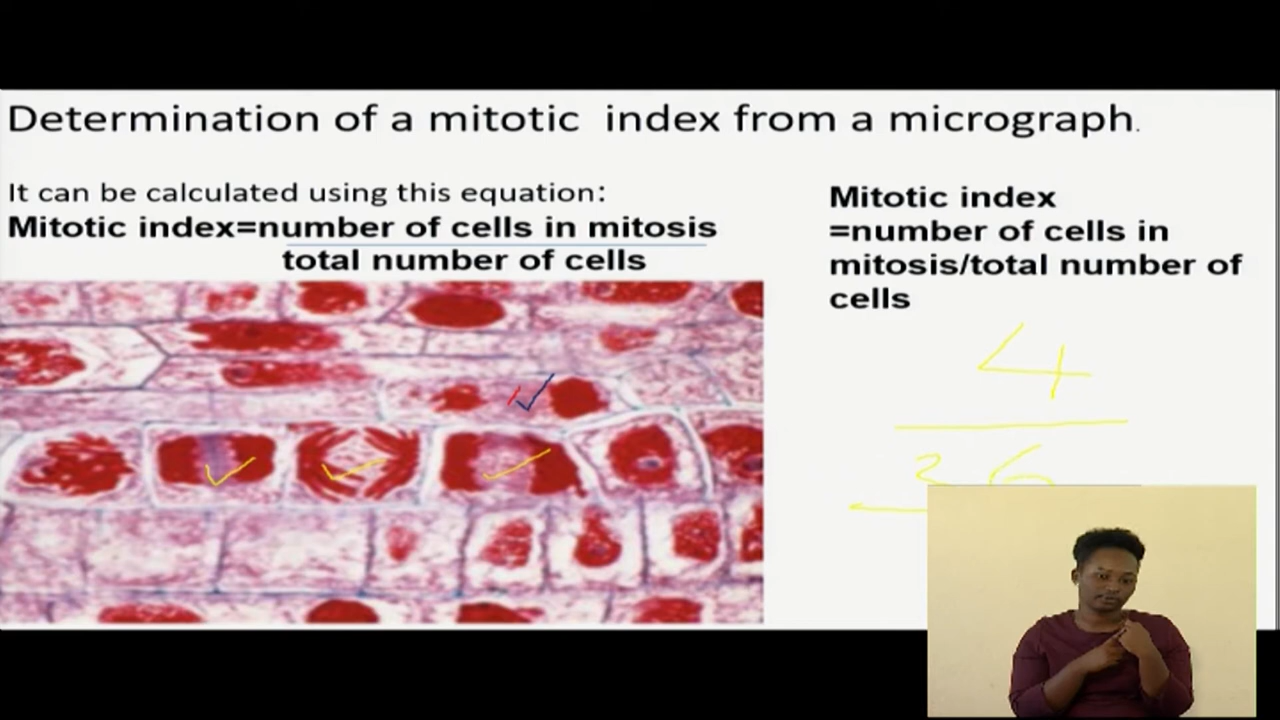 Determination of a mitotic index from a micrograph.
It can be calculated using this equation:
Mitotic index=number of cells in mitosis
total number of cells
Mitotic index
=number of cells in
mitosis/total number of
cells
4
36